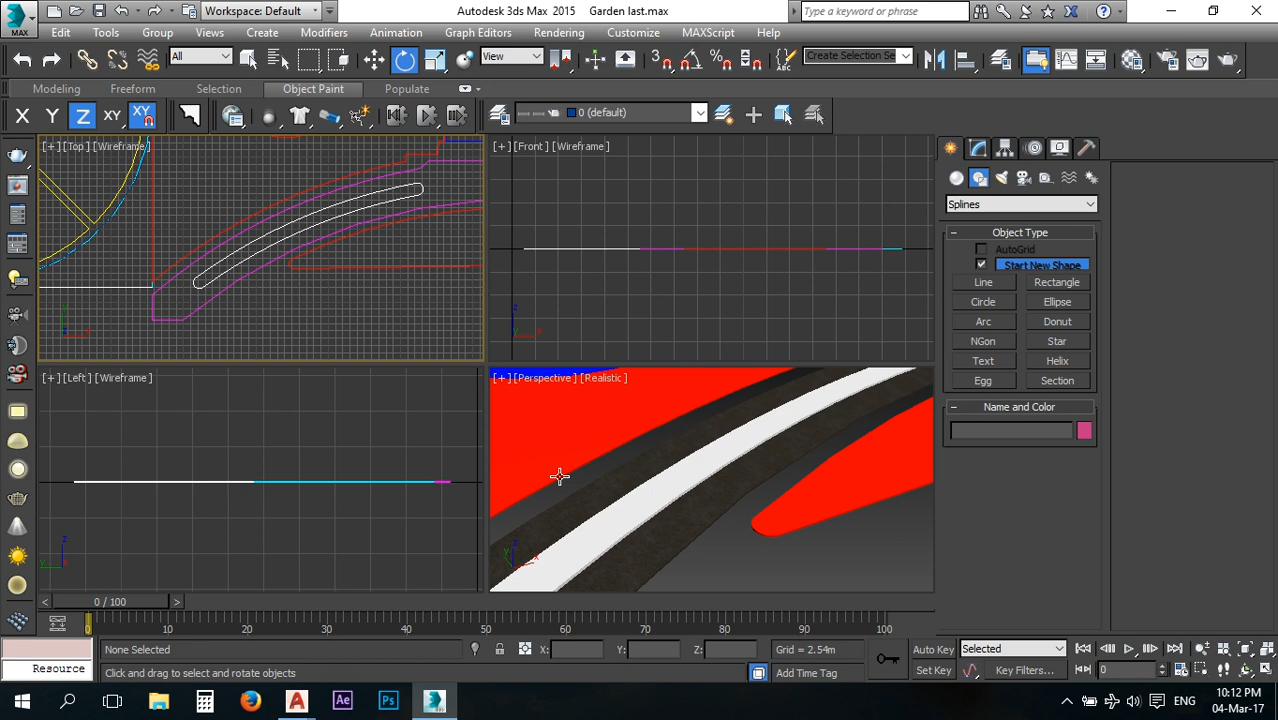 MAX
Workspace: Default
Autodesk 3ds Max 2015
Garden last.max
Type a keyword or phrase
Edit
Tools
Group
Views
Create
Modifiers
Animation
Graph Editors
Rendering
Customize
MAXScript
Help
All
View
Create Selection Se
Modeling
Freeform
Selection
Object Paint
Populate
X
Y
Z
XY
XY
0 (default)
[+] [Top] [Wireframe]
[+] [Front] [Wireframe]
[+] [Left] [Wireframe]
[+] [Perspective] [Realistic]
Splines
Object Type
AutoGrid
Start New Shape
Line
Rectangle
Circle
Ellipse
Arc
Donut
NGon
Star
Text
Helix
Egg
Section
Name and Color
0 / 100
0 10 20 30 40 50 60 70 80 90 100
None Selected
X:
Y:
Z:
Grid = 2.54m
Auto Key
Selected
Resource
Click and drag to select and rotate objects
Add Time Tag
Set Key
Key Filters...
0
ENG
10:12 PM
04-Mar-17